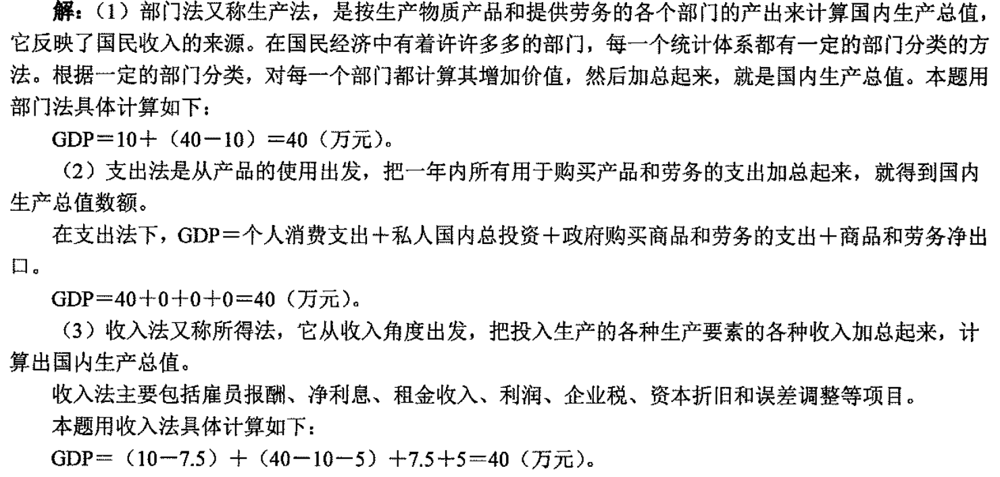 解：（1）部门法又称生产法，是按生产物质产品和提供劳务的各个部门的产出来计算国内生产总值，
它反映了国民收入的来源。在国民经济中有着许许多多的部门，每一个统计体系都有一定的部门分类的方
法。根据一定的部门分类，对每一个部门都计算其增加价值，然后加总起来，就是国内生产总值。本题用
部门法具体计算如下：
GDP＝10＋（40－10）＝40（万元）。
（2）支出法是从产品的使用出发，把一年内所有用于购买产品和劳务的支出加总起来，就得到国内
生产总值数额。
在支出法下，GDP＝个人消费支出＋私人国内总投资＋政府购买商品和劳务的支出＋商品和劳务净出
口。
GDP＝40＋0＋0＋0＝40（万元）。
（3）收入法又称所得法，它从收入角度出发，把投入生产的各种生产要素的各种收入加总起来，计
算出国内生产总值。
收入法主要包括雇员报酬、净利息、租金收入、利润、企业税、资本折旧和误差调整等项目。
本题用收入法具体计算如下：
GDP＝（10－7.5）＋（40－10－5）＋7.5＋5＝40（万元）。